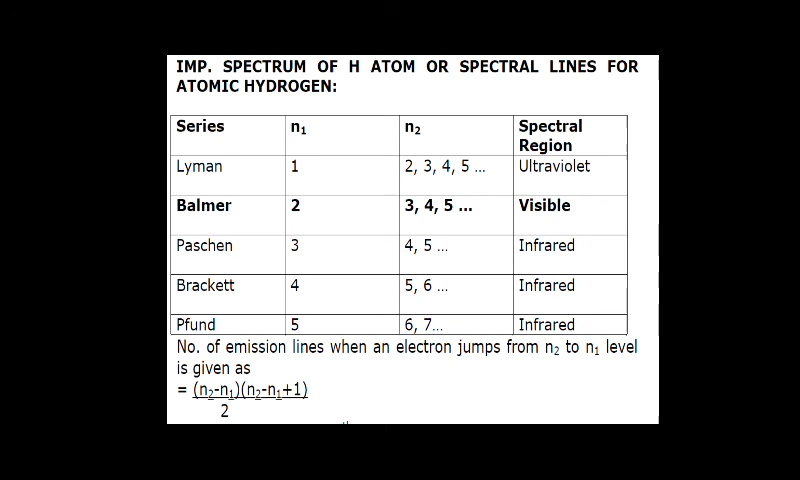 IMP. SPECTRUM OF H ATOM OR SPECTRAL LINES FOR
ATOMIC HYDROGEN:
Series n₁ n₂ Spectral Region
Lyman 1 2, 3, 4, 5 ... Ultraviolet
Balmer 2 3, 4, 5 ... Visible
Paschen 3 4, 5 ... Infrared
Brackett 4 5, 6 ... Infrared
Pfund 5 6, 7... Infrared
No. of emission lines when an electron jumps from n₂ to n₁ level
is given as
= (n₂-n₁)(n₂-n₁+1)
2